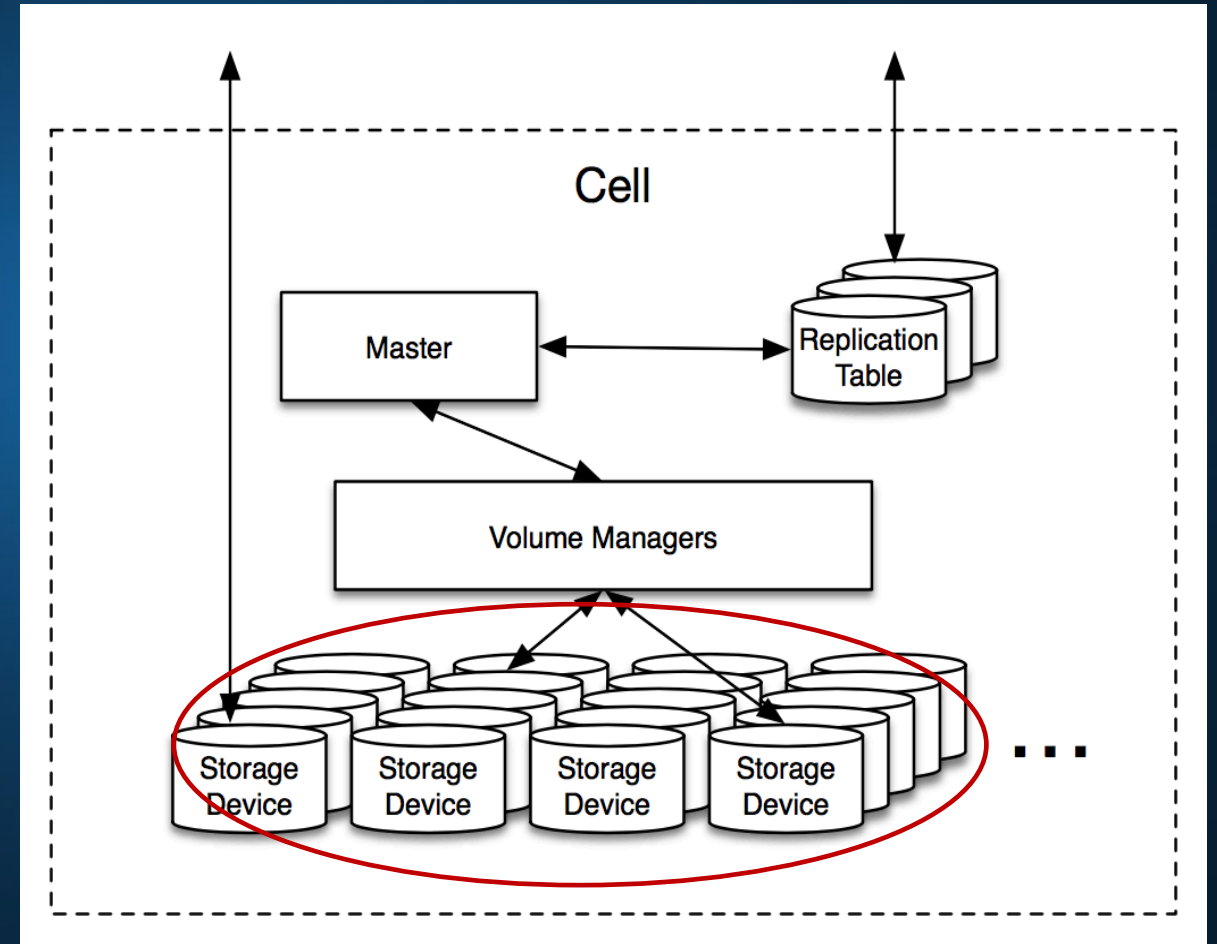 Cell
Master
Replication
Table
Volume Managers
Storage
Device
Storage
Device
Storage
Device
Storage
Device
...